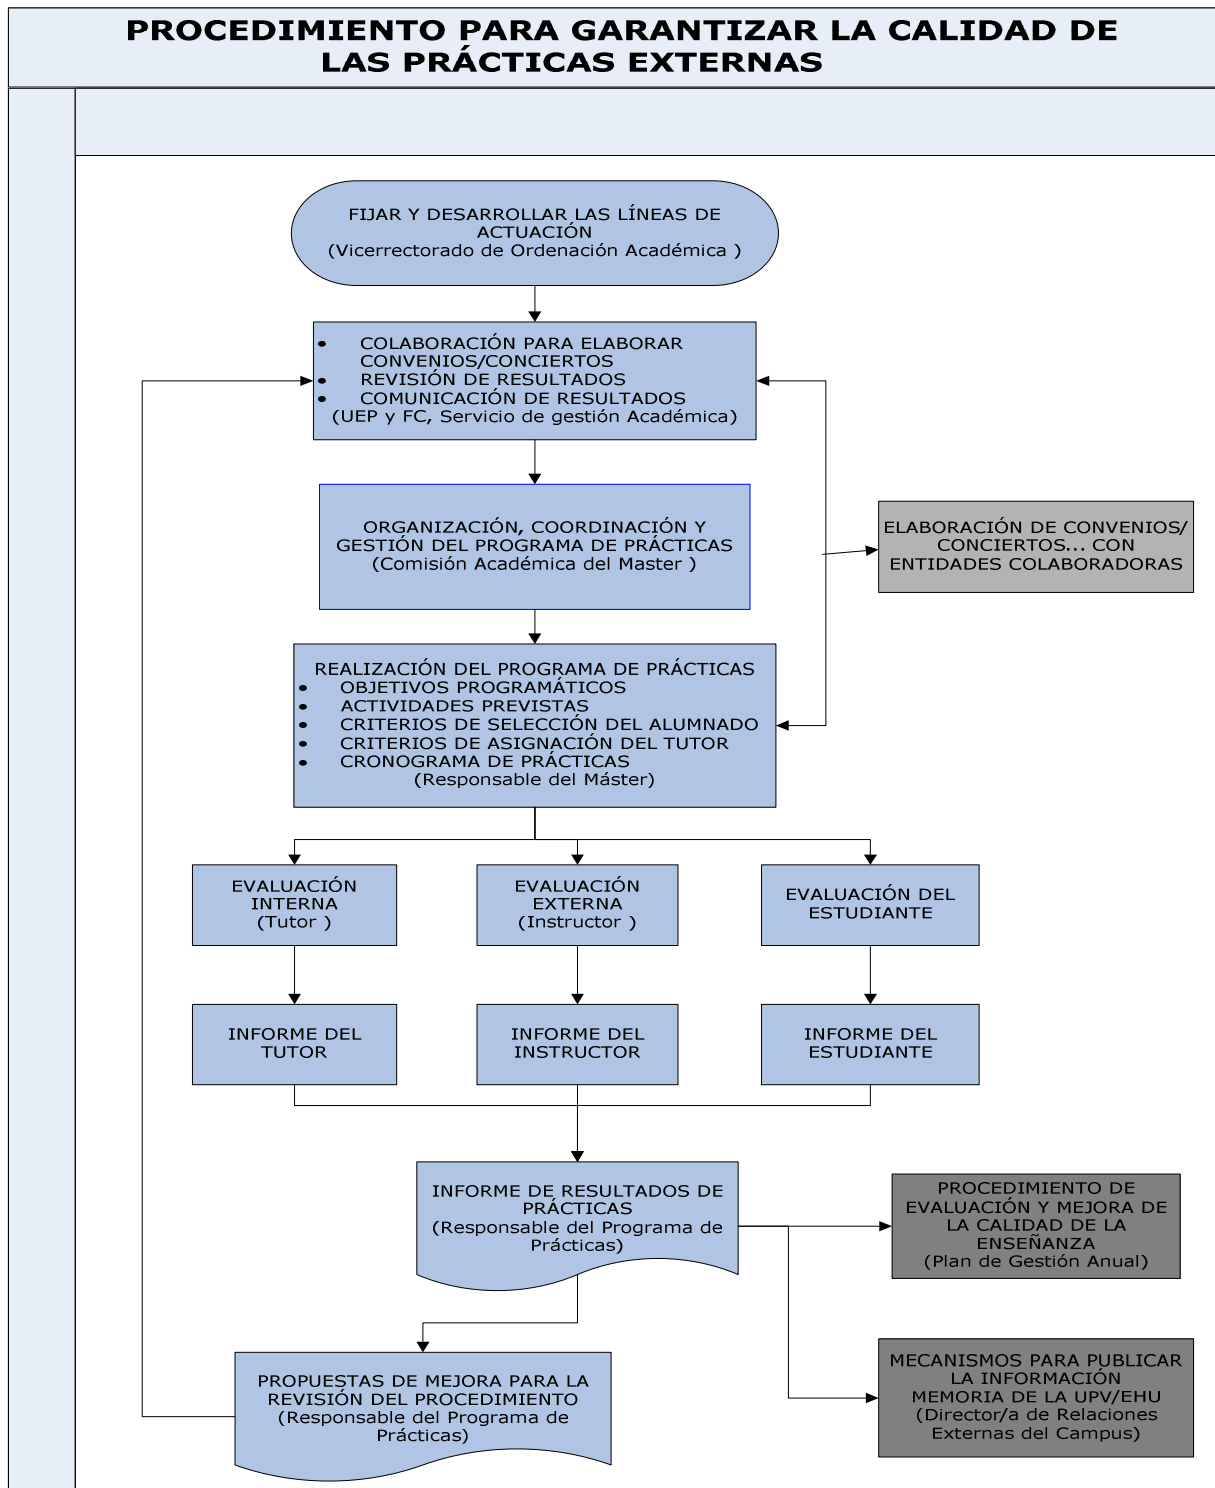 PROCEDIMIENTO PARA GARANTIZAR LA CALIDAD DE
LAS PRÁCTICAS EXTERNAS
FIJAR Y DESARROLLAR LAS LÍNEAS DE
ACTUACIÓN
(Vicerrectorado de Ordenación Académica )
• COLABORACIÓN PARA ELABORAR
CONVENIOS/CONCIERTOS
• REVISIÓN DE RESULTADOS
• COMUNICACIÓN DE RESULTADOS
(UEP y FC, Servicio de gestión Académica)
ORGANIZACIÓN, COORDINACIÓN Y
GESTIÓN DEL PROGRAMA DE PRÁCTICAS
(Comisión Académica del Master )
ELABORACIÓN DE CONVENIOS/
CONCIERTOS... CON
ENTIDADES COLABORADORAS
REALIZACIÓN DEL PROGRAMA DE PRÁCTICAS
• OBJETIVOS PROGRAMÁTICOS
• ACTIVIDADES PREVISTAS
• CRITERIOS DE SELECCIÓN DEL ALUMNADO
• CRITERIOS DE ASIGNACIÓN DEL TUTOR
• CRONOGRAMA DE PRÁCTICAS
(Responsable del Máster)
EVALUACIÓN
INTERNA
(Tutor )
EVALUACIÓN
EXTERNA
(Instructor )
EVALUACIÓN DEL
ESTUDIANTE
INFORME DEL
TUTOR
INFORME DEL
INSTRUCTOR
INFORME DEL
ESTUDIANTE
INFORME DE RESULTADOS DE
PRÁCTICAS
(Responsable del Programa de
Prácticas)
PROCEDIMIENTO DE
EVALUACIÓN Y MEJORA DE
LA CALIDAD DE LA
ENSEÑANZA
(Plan de Gestión Anual)
PROPUESTAS DE MEJORA PARA LA
REVISIÓN DEL PROCEDIMIENTO
(Responsable del Programa de
Prácticas)
MECANISMOS PARA PUBLICAR
LA INFORMACIÓN
MEMORIA DE LA UPV/EHU
(Director/a de Relaciones
Externas del Campus)